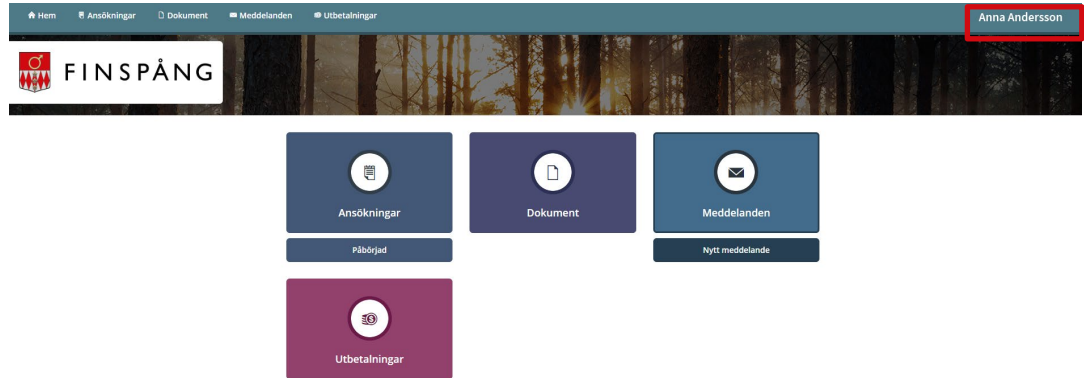 Hem Ansökningar Dokument Meddelanden Utbetalningar Anna Andersson
FINSPÅNG
Ansökningar Dokument Meddelanden
Påbörjad Nytt meddelande
Utbetalningar